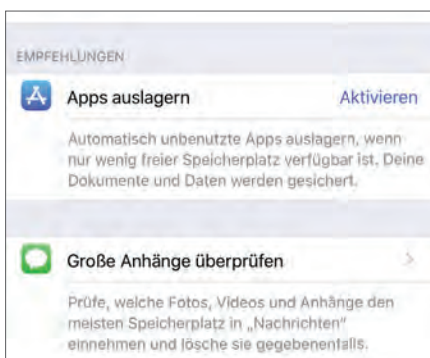 EMPFEHLUNGEN
Apps auslagern Aktivieren
Automatisch unbenutzte Apps auslagern, wenn
nur wenig freier Speicherplatz verfügbar ist. Deine
Dokumente und Daten werden gesichert.
Große Anhänge überprüfen
Prüfe, welche Fotos, Videos und Anhänge den
meisten Speicherplatz in „Nachrichten“
einnehmen und lösche sie gegebenenfalls.